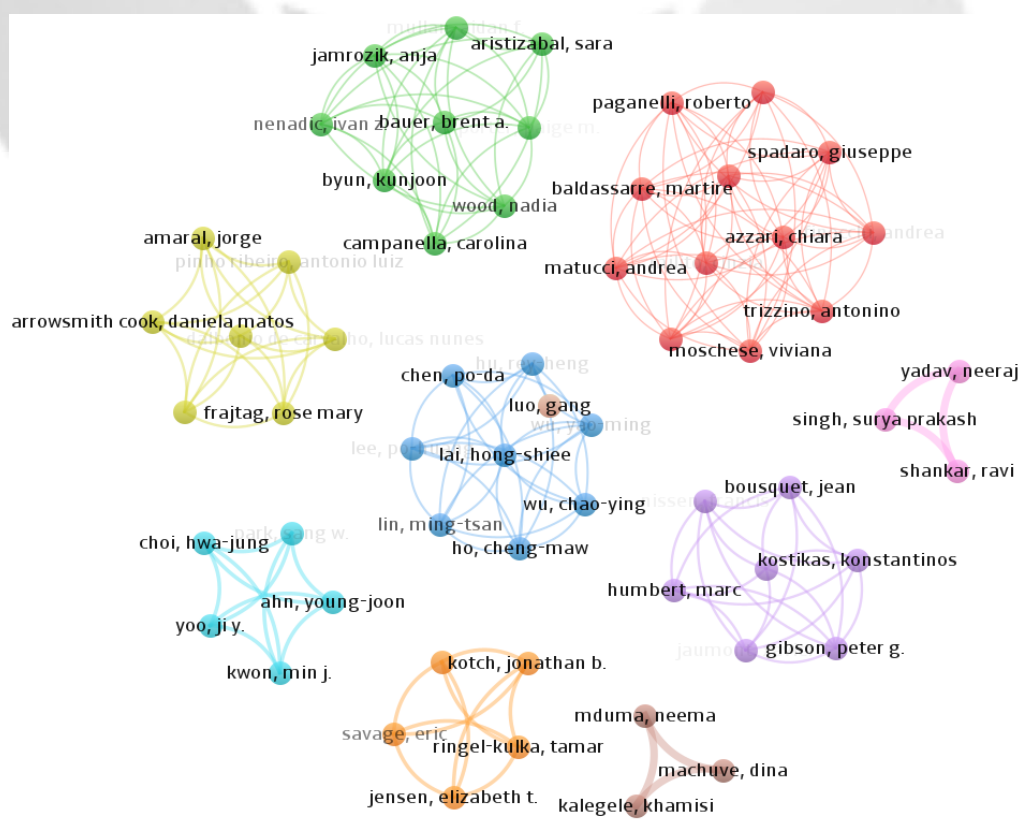 aristizabal, sara
jamrozik, anja
nenadic, ivan z.
bauer, brent a.
byun, kunjoon
wood, nadia
campanella, carolina
paganelli, roberto
spadaro, giuseppe
baldassarre, martire
azzari, chiara
andrea
matucci, andrea
trizzino, antonino
moschese, viviana
amaral, jorge
pinho ribeiro, antonio luiz
arrowsmith cook, daniela matos
de carvalho, lucas nunes
frajtag, rose mary
chen, po-da
luo, gang
lai, hong-shiee
wu, chao-ying
lin, ming-tsan
ho, cheng-maw
yadav, neeraj
singh, surya prakash
shankar, ravi
bousquet, jean
kostikas, konstantinos
humbert, marc
gibson, peter g.
park, sang w.
choi, hwa-jung
ahn, young-joon
yoo, ji y.
kwon, min j.
kotch, jonathan b.
savage, eric
ringel-kulka, tamar
jensen, elizabeth t.
mduma, neema
machuve, dina
kalegele, khamisi